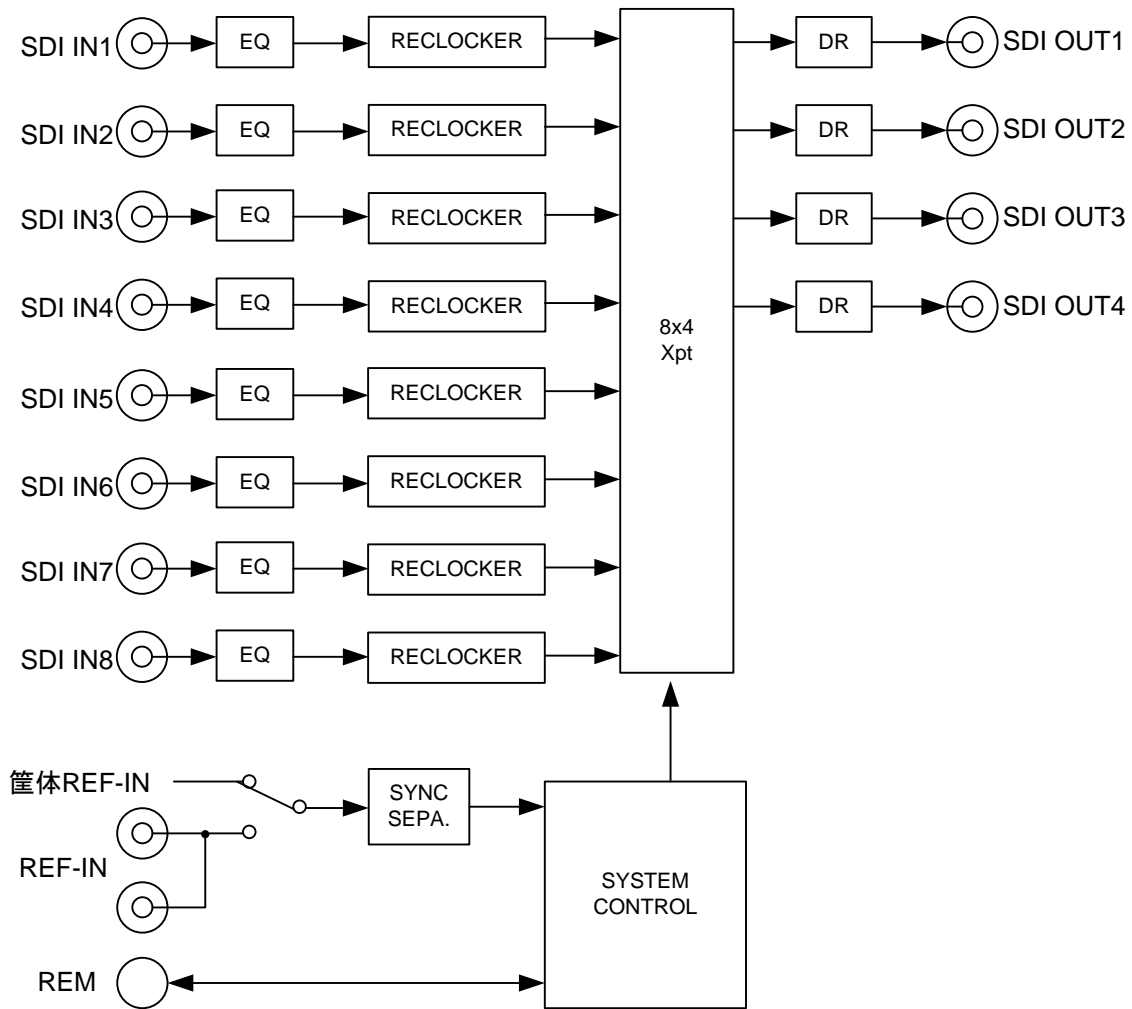 SDI IN1
EQ
RECLOCKER
DR
SDI OUT1
SDI IN2
EQ
RECLOCKER
DR
SDI OUT2
SDI IN3
EQ
RECLOCKER
DR
SDI OUT3
SDI IN4
EQ
RECLOCKER
DR
SDI OUT4
8x4
Xpt
SDI IN5
EQ
RECLOCKER
SDI IN6
EQ
RECLOCKER
SDI IN7
EQ
RECLOCKER
SDI IN8
EQ
RECLOCKER
筐体REF-IN
SYNC
SEPA.
REF-IN
SYSTEM
CONTROL
REM